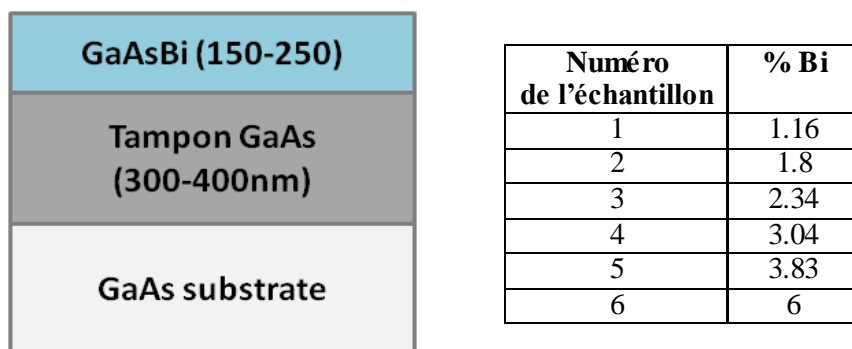 GaAsBi (150-250)
Tampon GaAs
(300-400nm)
GaAs substrate
Numéro de l'échantillon % Bi
1 1.16
2 1.8
3 2.34
4 3.04
5 3.83
6 6